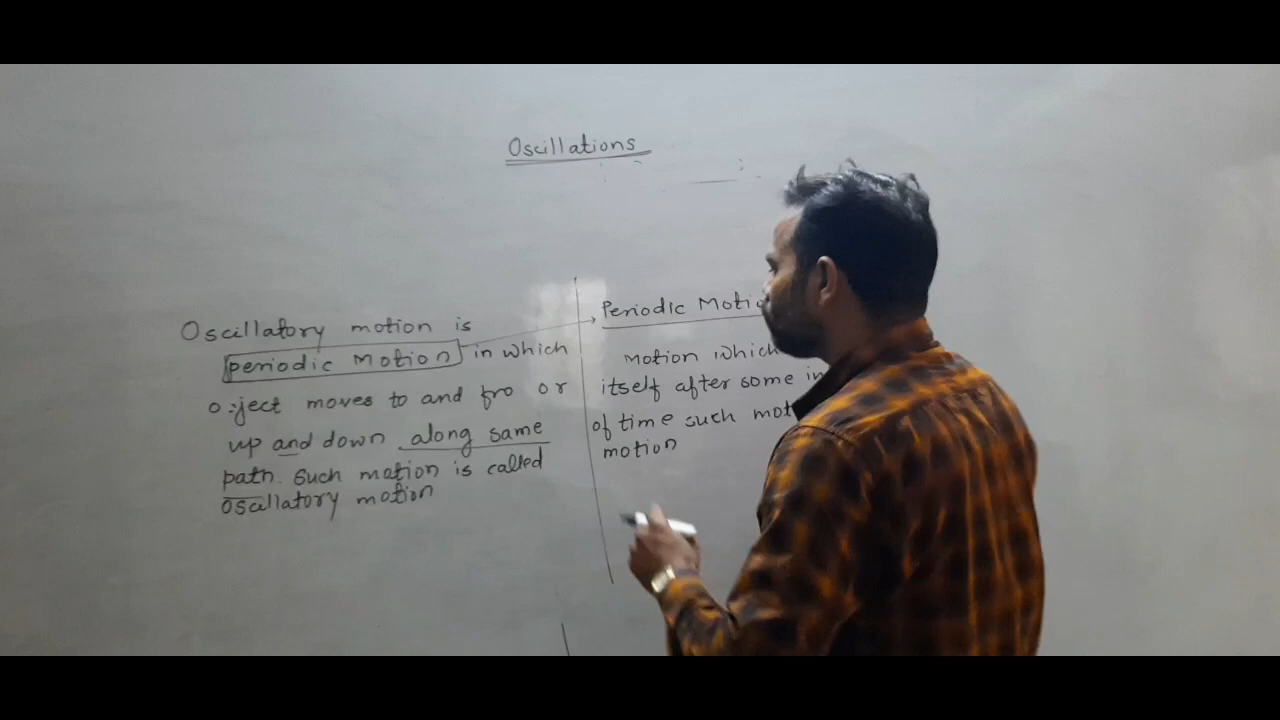 Oscillations
Oscillatory motion is
periodic Motion in which
object moves to and fro or
up and down along same
path. Such motion is called
Oscillatory motion
Periodic Motio
Motion which
itself after some in
of time such mot
motion